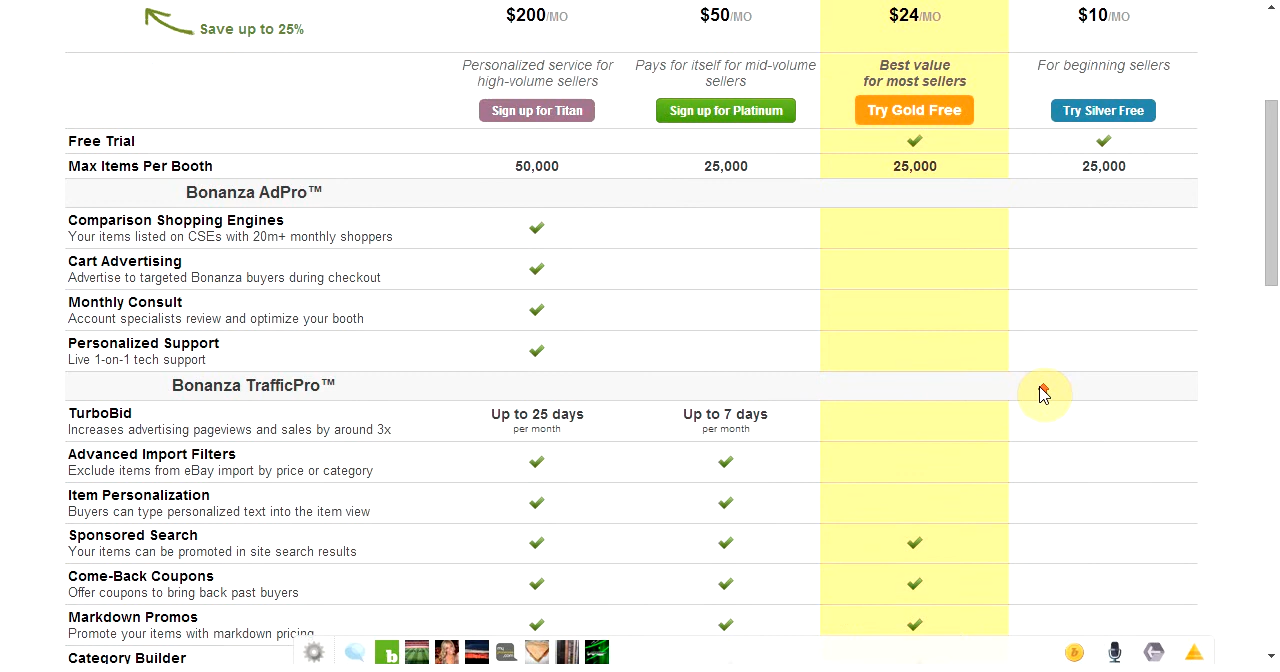 $200/MO $50/MO $24/MO $10/MO
Save up to 25%
Personalized service for Pays for itself for mid-volume Best value For beginning sellers
high-volume sellers sellers for most sellers
Sign up for Titan Sign up for Platinum Try Gold Free Try Silver Free
Free Trial
Max Items Per Booth 50,000 25,000 25,000 25,000
Bonanza AdPro™
Comparison Shopping Engines
Your items listed on CSEs with 20m+ monthly shoppers
Cart Advertising
Advertise to targeted Bonanza buyers during checkout
Monthly Consult
Account specialists review and optimize your booth
Personalized Support
Live 1-on-1 tech support
Bonanza TrafficPro™
TurboBid Up to 25 days Up to 7 days
Increases advertising pageviews and sales by around 3x per month per month
Advanced Import Filters
Exclude items from eBay import by price or category
Item Personalization
Buyers can type personalized text into the item view
Sponsored Search
Your items can be promoted in site search results
Come-Back Coupons
Offer coupons to bring back past buyers
Markdown Promos
Promote your items with markdown pricing
Category Builder
b b